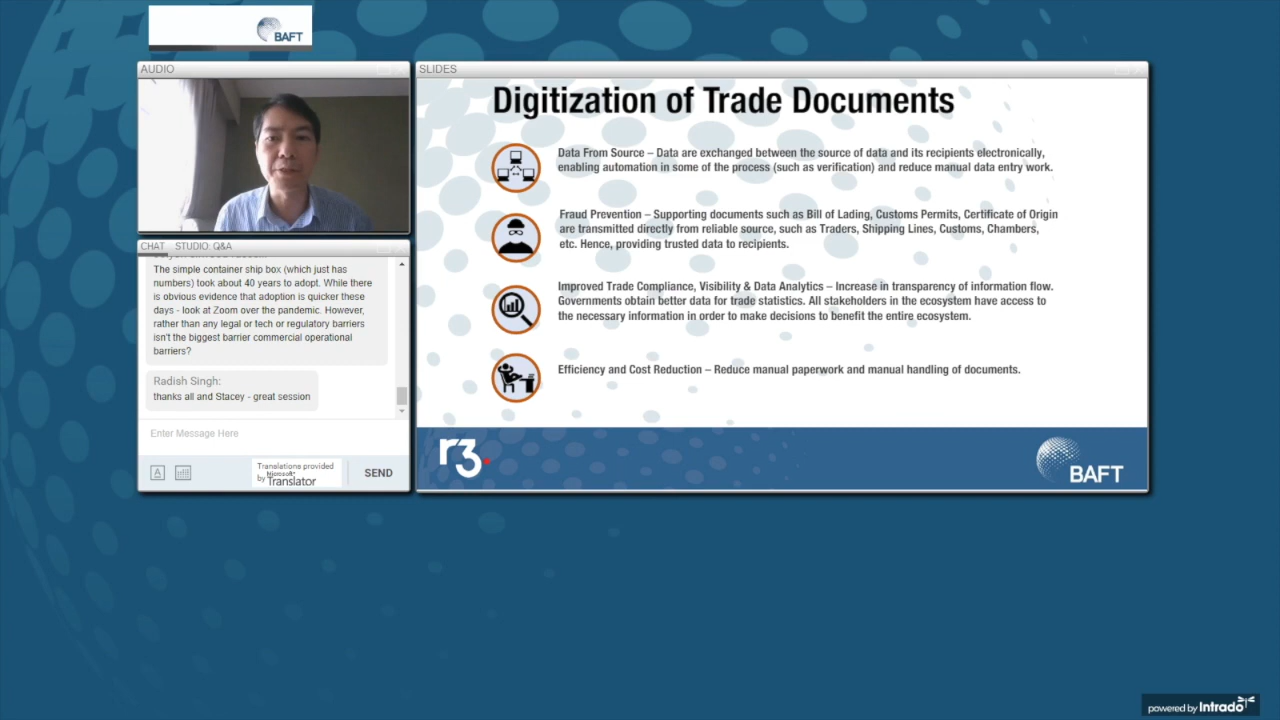 BAFT
AUDIO
CHAT
STUDIO: Q&A
The simple container ship box (which just has
numbers) took about 40 years to adopt. While there
is obvious evidence that adoption is quicker these
days - look at Zoom over the pandemic. However,
rather than any legal or tech or regulatory barriers
isn't the biggest barrier commercial operational
barriers?
Radish Singh:
thanks all and Stacey - great session
Enter Message Here
Translations provided
by Microsoft®
Translator
SEND
SLIDES
Digitization of Trade Documents
Data From Source – Data are exchanged between the source of data and its recipients electronically,
enabling automation in some of the process (such as verification) and reduce manual data entry work.
Fraud Prevention – Supporting documents such as Bill of Lading, Customs Permits, Certificate of Origin
are transmitted directly from reliable source, such as Traders, Shipping Lines, Customs, Chambers,
etc. Hence, providing trusted data to recipients.
Improved Trade Compliance, Visibility & Data Analytics – Increase in transparency of information flow.
Governments obtain better data for trade statistics. All stakeholders in the ecosystem have access to
the necessary information in order to make decisions to benefit the entire ecosystem.
Efficiency and Cost Reduction – Reduce manual paperwork and manual handling of documents.
r3.
BAFT
powered by Intrado